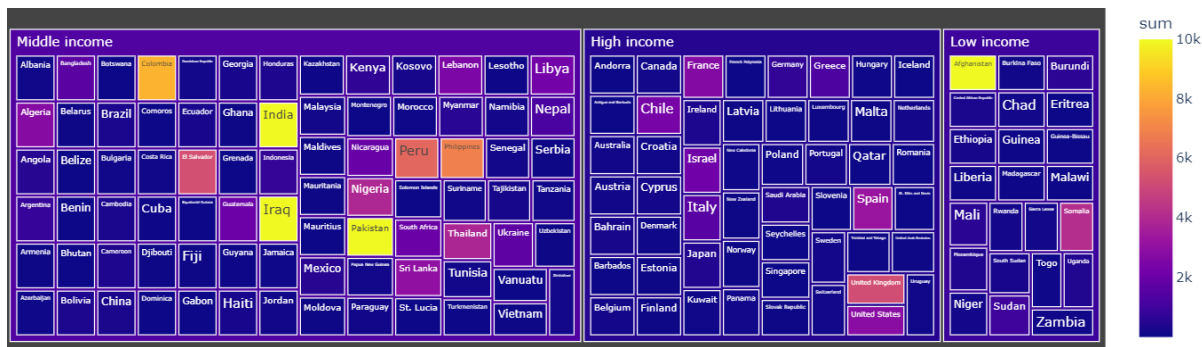 sum
Middle income
High income
Low income
Albania
Bangladesh
Botswana
Colombia
Dominican Republic
Georgia
Honduras
Kazakhstan
Kenya
Kosovo
Lebanon
Lesotho
Libya
Algeria
Belarus
Brazil
Comoros
Ecuador
Ghana
India
Malaysia
Montenegro
Morocco
Myanmar
Namibia
Nepal
Angola
Belize
Bulgaria
Costa Rica
El Salvador
Grenada
Indonesia
Maldives
Nicaragua
Peru
Philippines
Senegal
Serbia
Argentina
Benin
Cambodia
Cuba
Equatorial Guinea
Guatemala
Iraq
Mauritania
Nigeria
Solomon Islands
Suriname
Tajikistan
Tanzania
Armenia
Bhutan
Cameroon
Djibouti
Fiji
Guyana
Jamaica
Mauritius
Pakistan
South Africa
Thailand
Ukraine
Uzbekistan
Azerbaijan
Bolivia
China
Dominica
Gabon
Haiti
Jordan
Mexico
Papua New Guinea
Sri Lanka
Tunisia
Vanuatu
Zimbabwe
Moldova
Paraguay
St. Lucia
Turkmenistan
Vietnam
Andorra
Canada
France
French Polynesia
Germany
Greece
Hungary
Iceland
Antigua and Barbuda
Chile
Ireland
Latvia
Lithuania
Luxembourg
Malta
Netherlands
Australia
Croatia
Israel
New Caledonia
Poland
Portugal
Qatar
Romania
Austria
Cyprus
Italy
New Zealand
Saudi Arabia
Slovenia
Spain
Bahrain
Denmark
Japan
Norway
Seychelles
Sweden
Trinidad and Tobago
United Arab Emirates
Barbados
Estonia
Singapore
Switzerland
United Kingdom
Uruguay
Belgium
Finland
Kuwait
Panama
Slovak Republic
United States
Afghanistan
Burkina Faso
Burundi
Central African Republic
Chad
Eritrea
Ethiopia
Guinea
Guinea-Bissau
Liberia
Madagascar
Malawi
Mali
Rwanda
Sierra Leone
Somalia
Mozambique
South Sudan
Togo
Uganda
Niger
Sudan
Zambia
10k
8k
6k
4k
2k